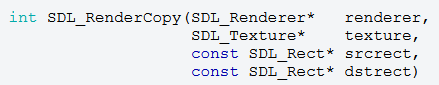 int SDL_RenderCopy(SDL_Renderer*   renderer,
                   SDL_Texture*    texture,
                   const SDL_Rect* srcrect,
                   const SDL_Rect* dstrect)